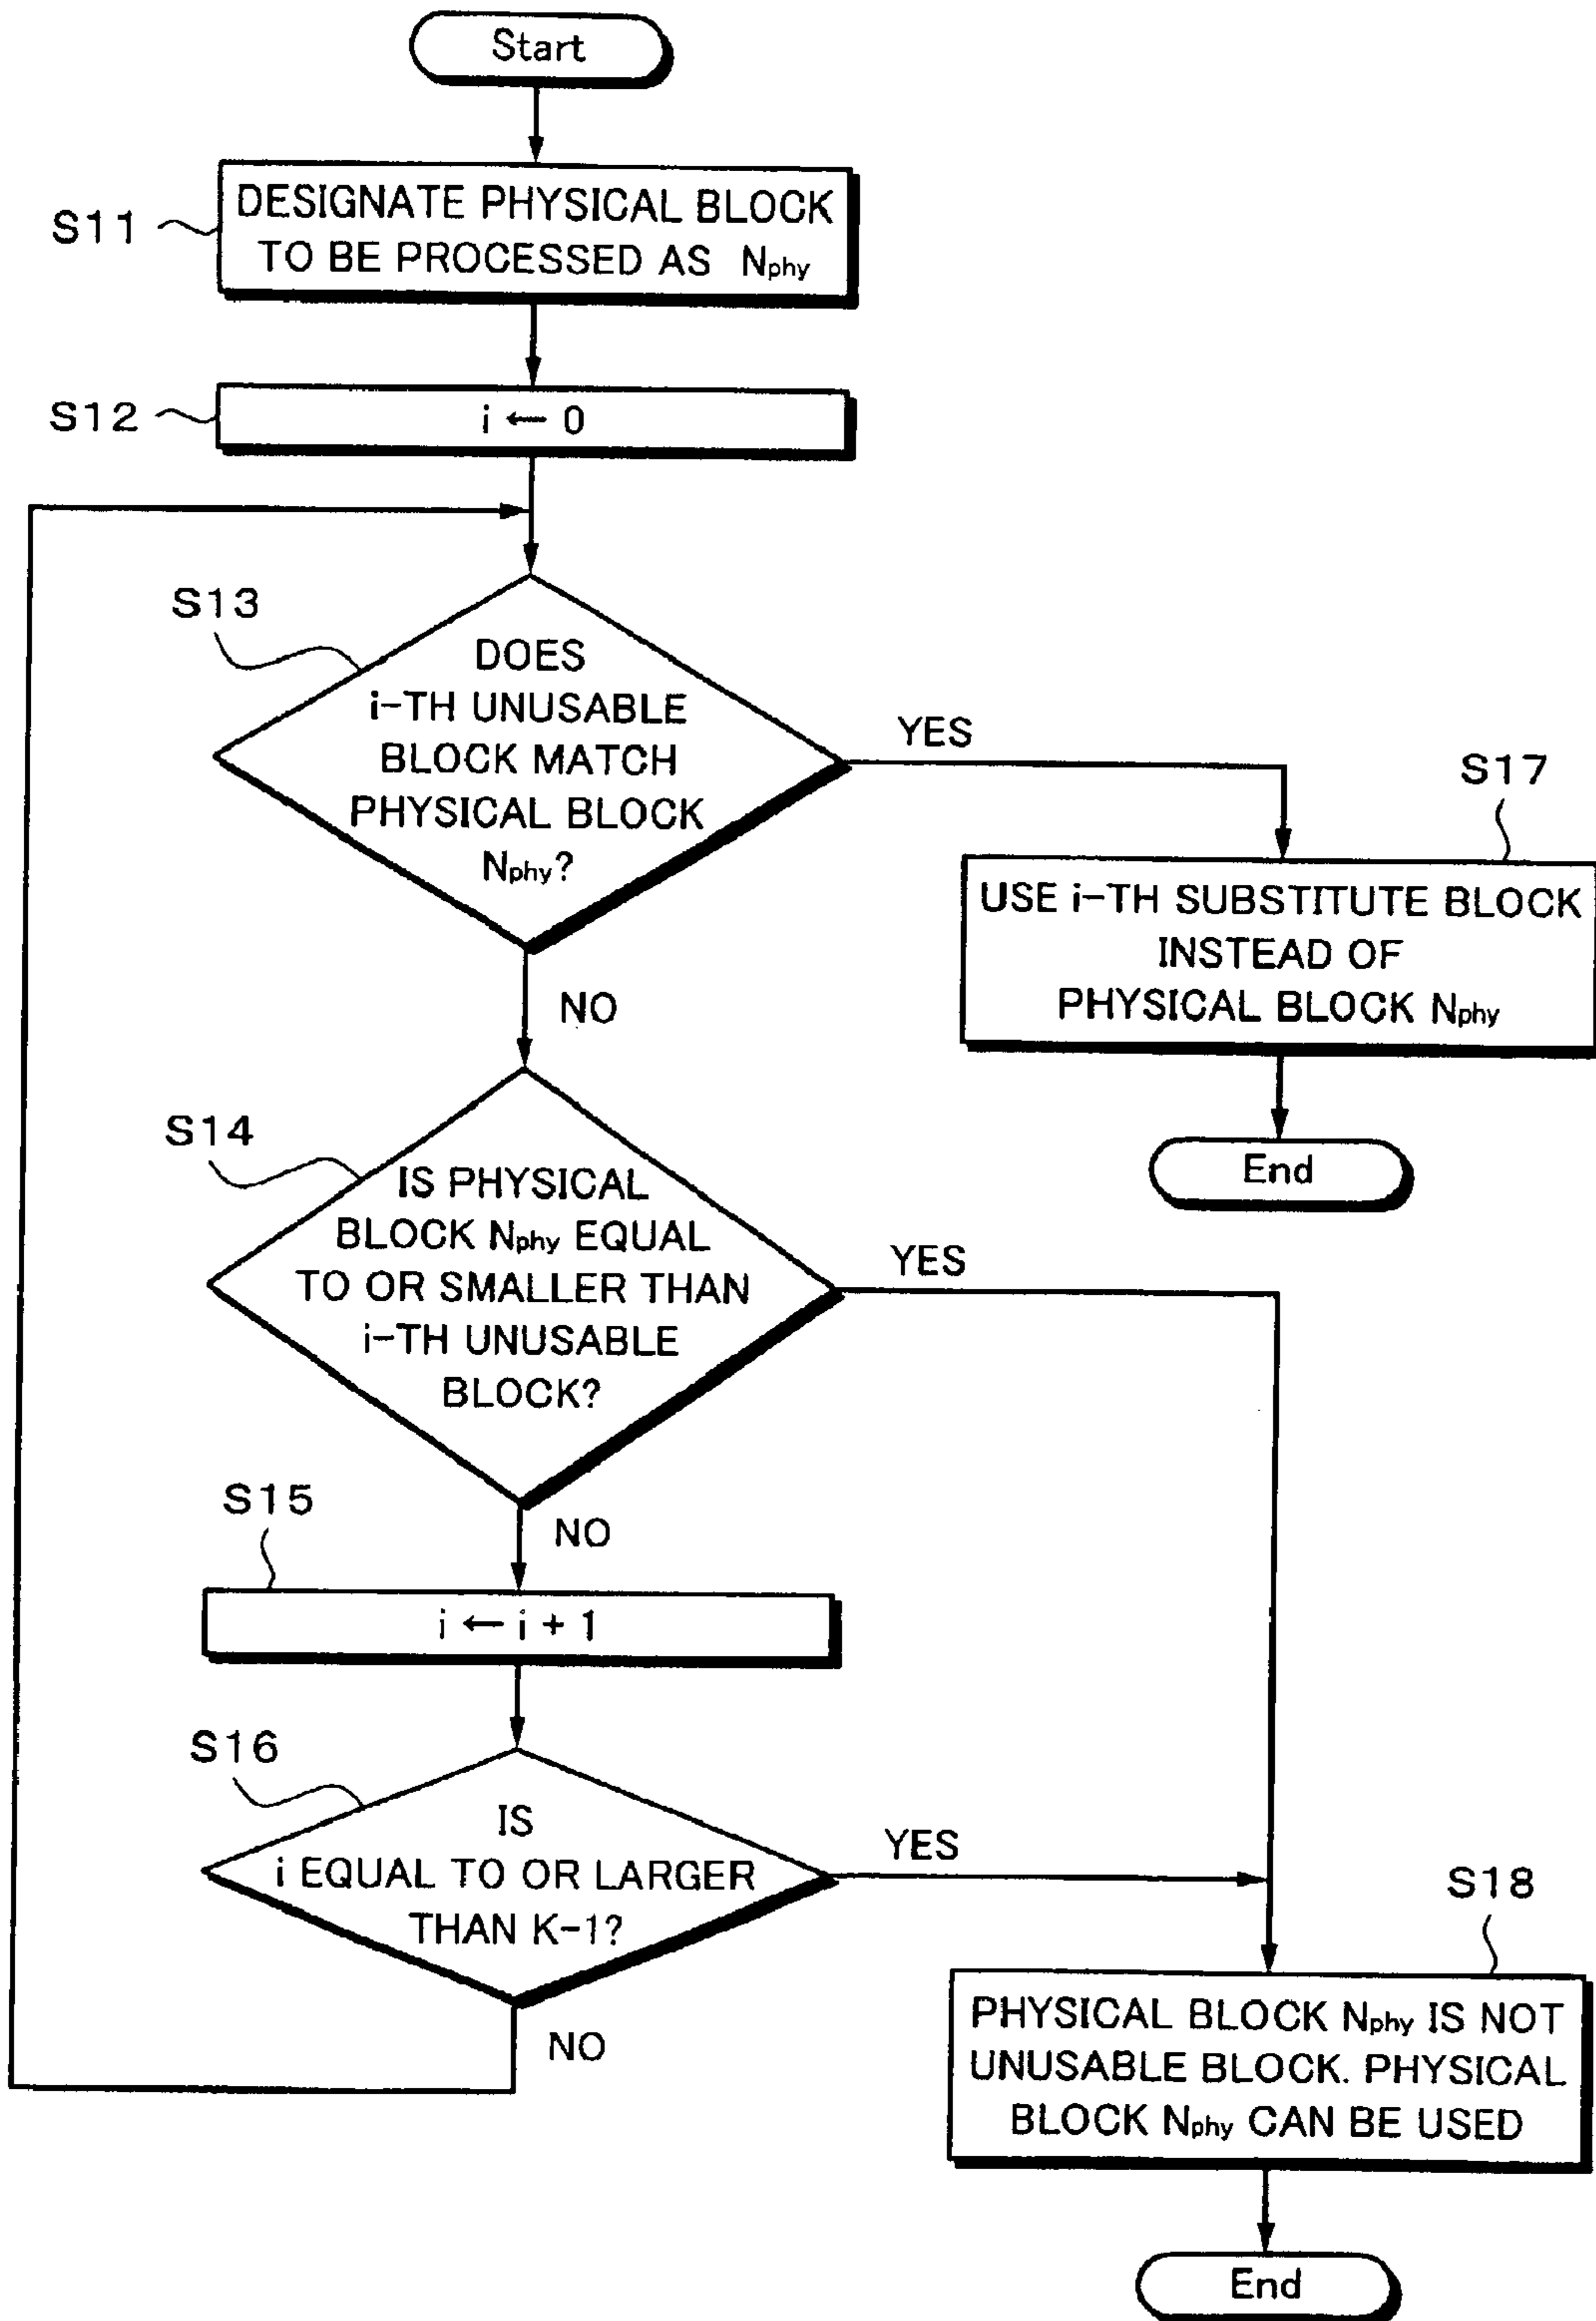 Start
S11
DESIGNATE PHYSICAL BLOCK
TO BE PROCESSED AS Nphy
S12
i ← 0
S13
DOES
i-TH UNUSABLE
BLOCK MATCH
PHYSICAL BLOCK
Nphy?
YES
NO
S17
USE i-TH SUBSTITUTE BLOCK
INSTEAD OF
PHYSICAL BLOCK Nphy
End
S14
IS PHYSICAL
BLOCK Nphy EQUAL
TO OR SMALLER THAN
i-TH UNUSABLE
BLOCK?
YES
NO
S15
i ← i + 1
S16
IS
i EQUAL TO OR LARGER
THAN K-1?
YES
NO
S18
PHYSICAL BLOCK Nphy IS NOT
UNUSABLE BLOCK. PHYSICAL
BLOCK Nphy CAN BE USED
End